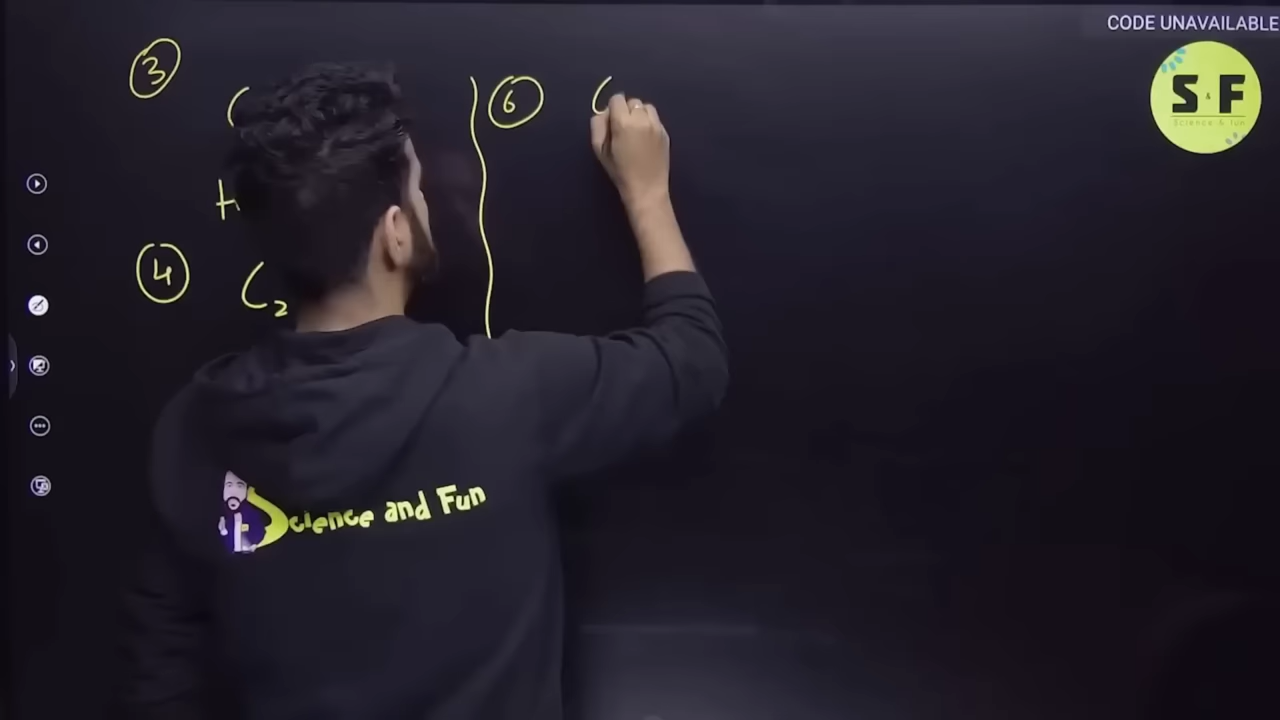 CODE UNAVAILABLE
S & F
Science & fun
3
C
H
4
C2
6
C
Science and Fun